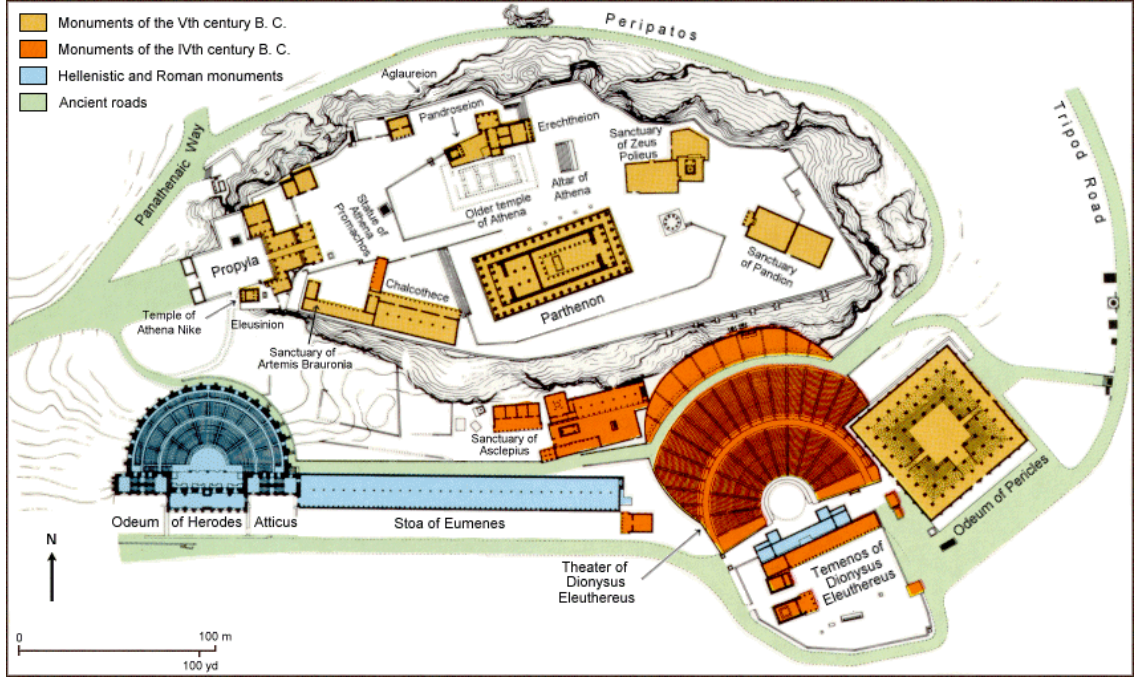 Monuments of the Vth century B. C.
Monuments of the IVth century B. C.
Hellenistic and Roman monuments
Ancient roads
Peripatos
Tripod Road
Panathenaic Way
Aglaureion
Pandroseion
Erechtheion
Sanctuary
of Zeus
Polieus
Altar of
Athena
Older temple
of Athena
Statue of
Athena
Promachos
Propyla
Chalcothece
Parthenon
Sanctuary
of Pandion
Temple of
Athena Nike
Eleusinion
Sanctuary of
Artemis Brauronia
Sanctuary of
Asclepius
Odeum of Pericles
Odeum of Herodes Atticus
Stoa of Eumenes
Theater of
Dionysus
Eleuthereus
Temenos of
Dionysus
Eleuthereus
N
0 100 m
100 yd